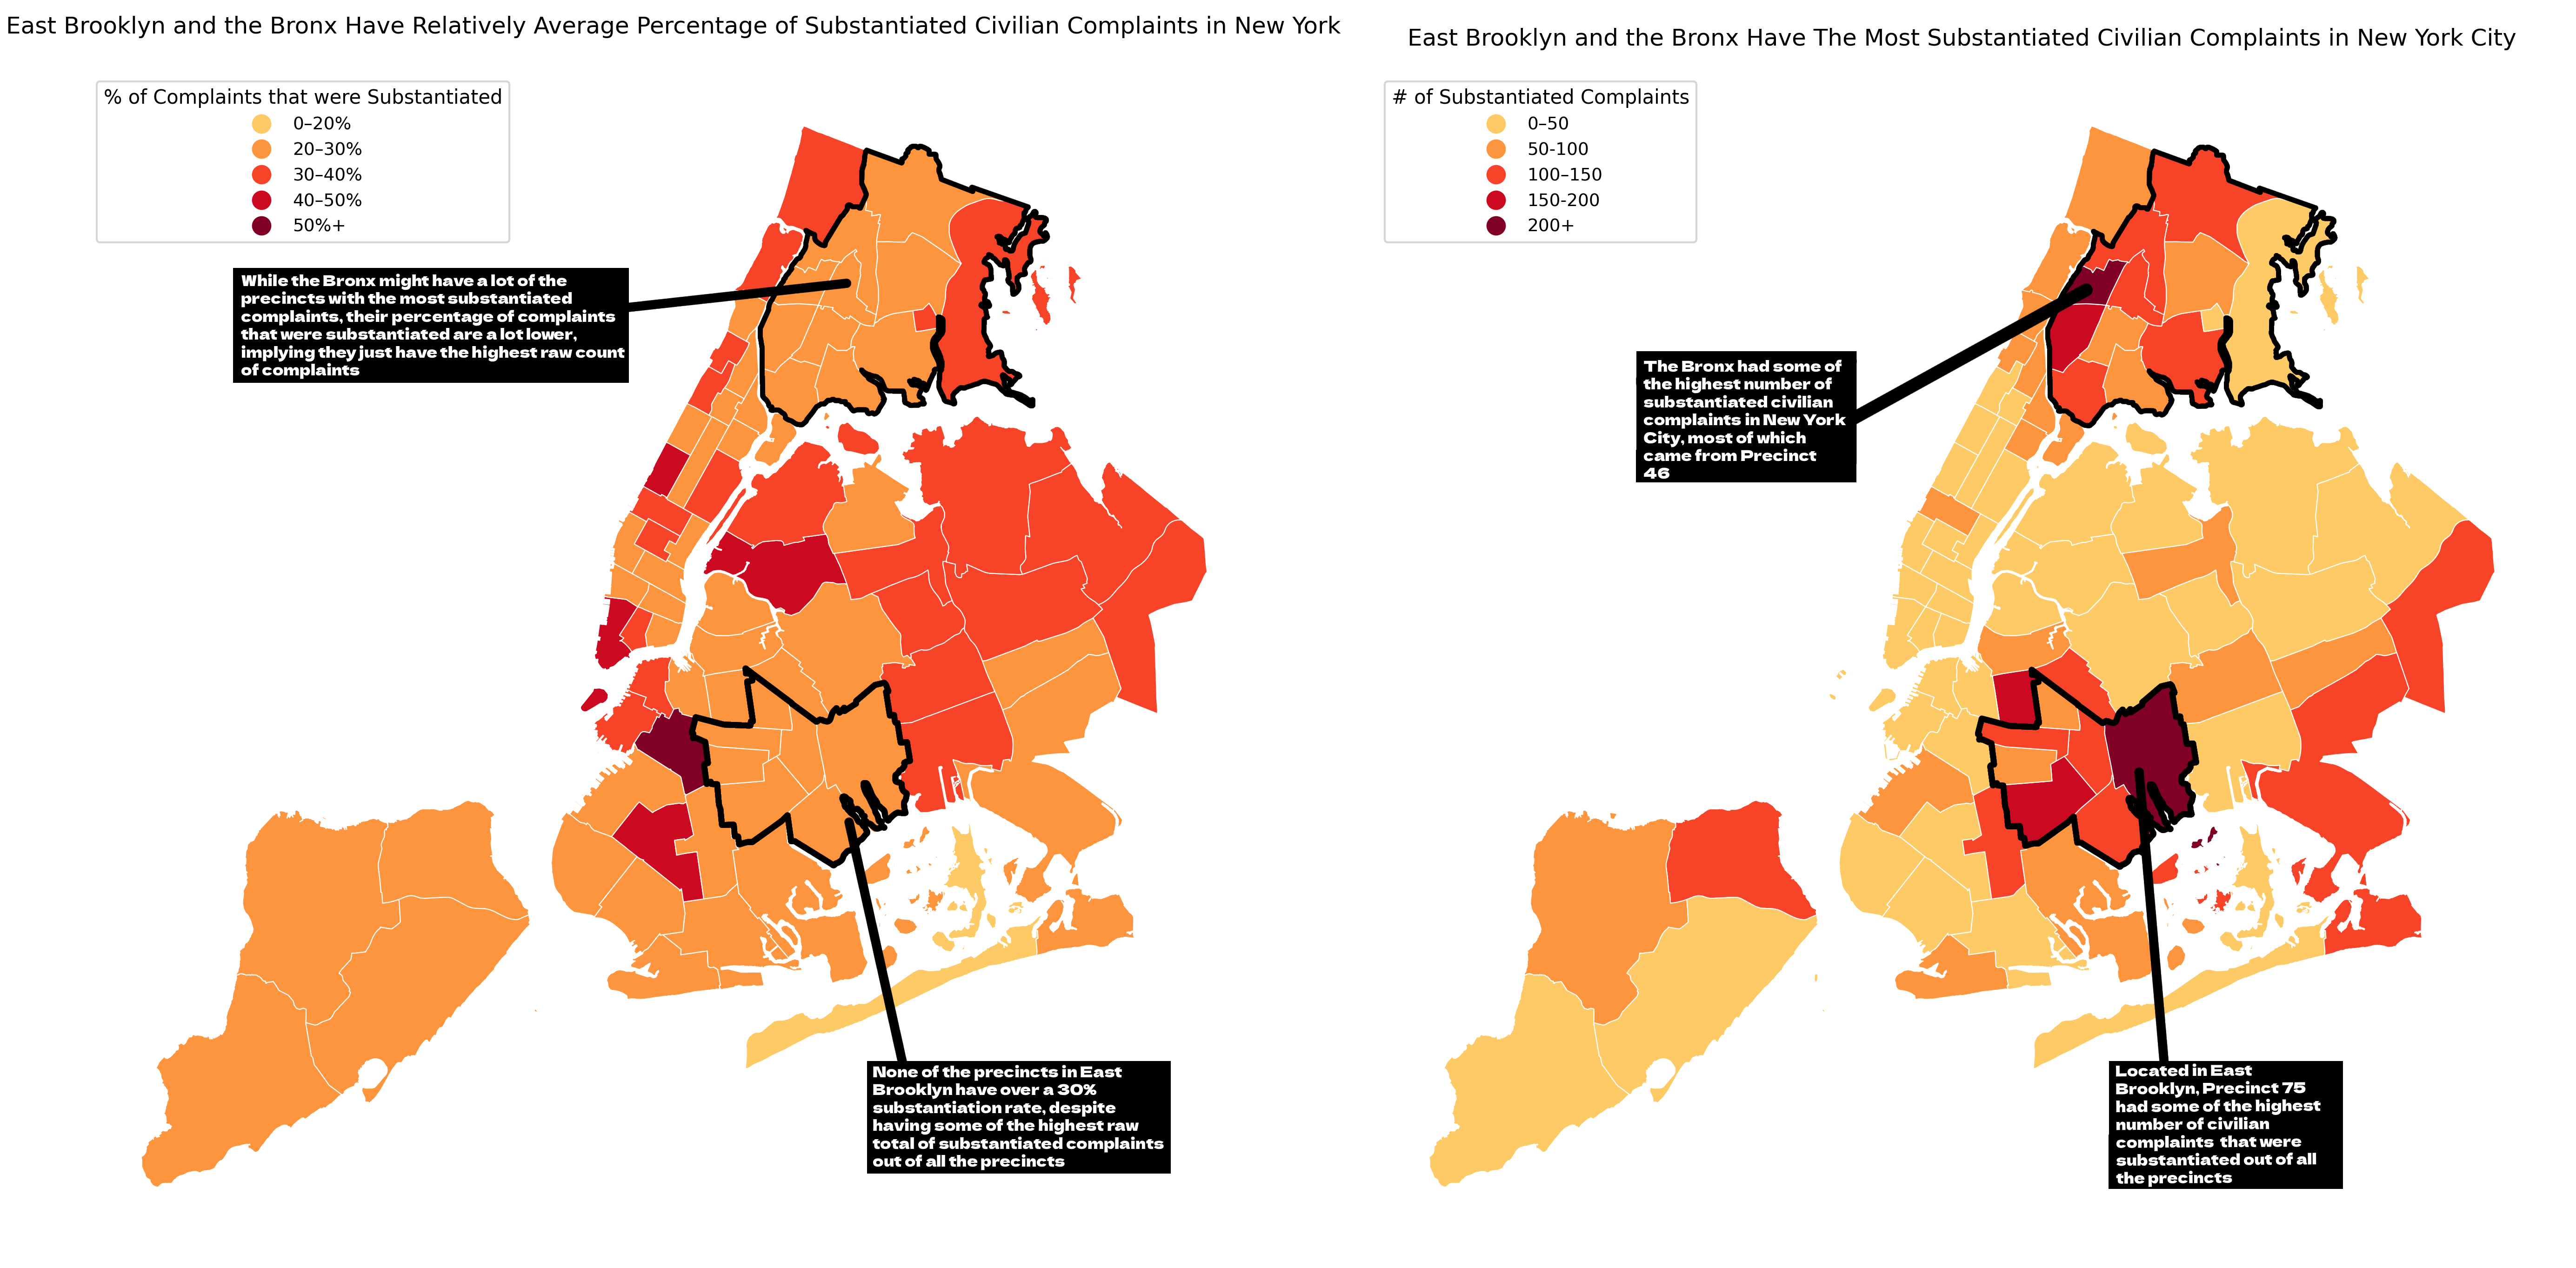 East Brooklyn and the Bronx Have Relatively Average Percentage of Substantiated Civilian Complaints in New York
% of Complaints that were Substantiated
0–20%
20–30%
30–40%
40–50%
50%+
While the Bronx might have a lot of the
precincts with the most substantiated
complaints, their percentage of complaints
that were substantiated are a lot lower,
implying they just have the highest raw count
of complaints
None of the precincts in East
Brooklyn have over a 30%
substantiation rate, despite
having some of the highest raw
total of substantiated complaints
out of all the precincts
East Brooklyn and the Bronx Have The Most Substantiated Civilian Complaints in New York City
# of Substantiated Complaints
0–50
50-100
100–150
150-200
200+
The Bronx had some of
the highest number of
substantiated civilian
complaints in New York
City, most of which
came from Precinct
46
Located in East
Brooklyn, Precinct 75
had some of the highest
number of civilian
complaints that were
substantiated out of all
the precincts